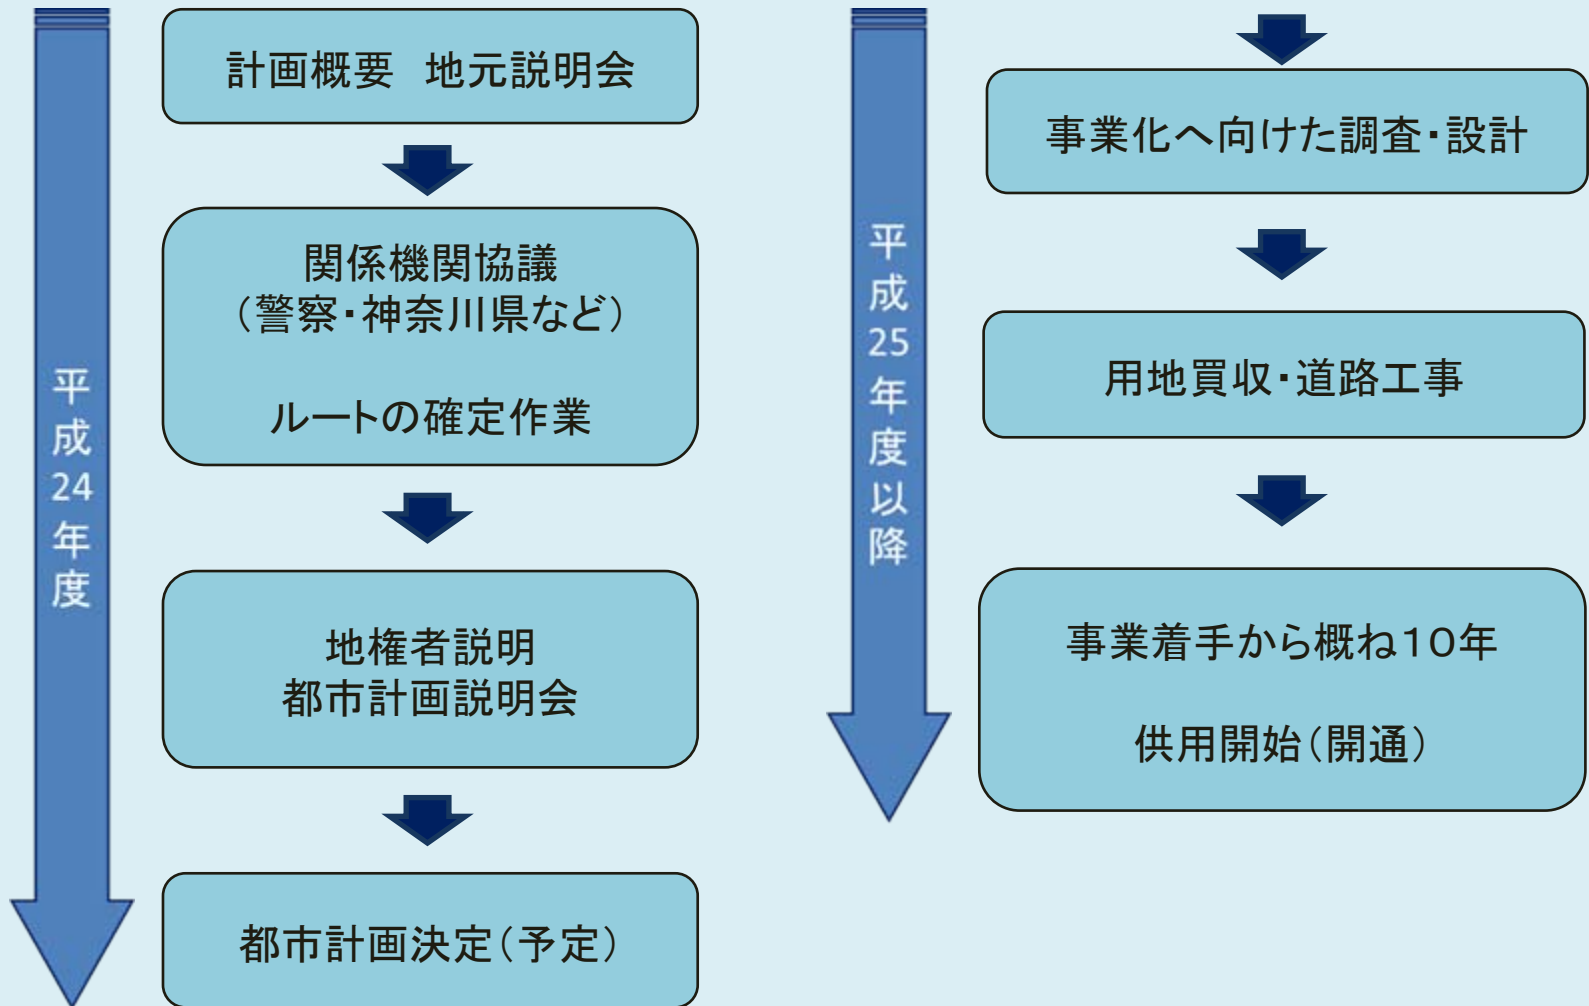 平成24年度
計画概要　地元説明会
関係機関協議
（警察・神奈川県など）
ルートの確定作業
地権者説明
都市計画説明会
都市計画決定（予定）
平成25年度以降
事業化へ向けた調査・設計
用地買収・道路工事
事業着手から概ね１０年
供用開始（開通）